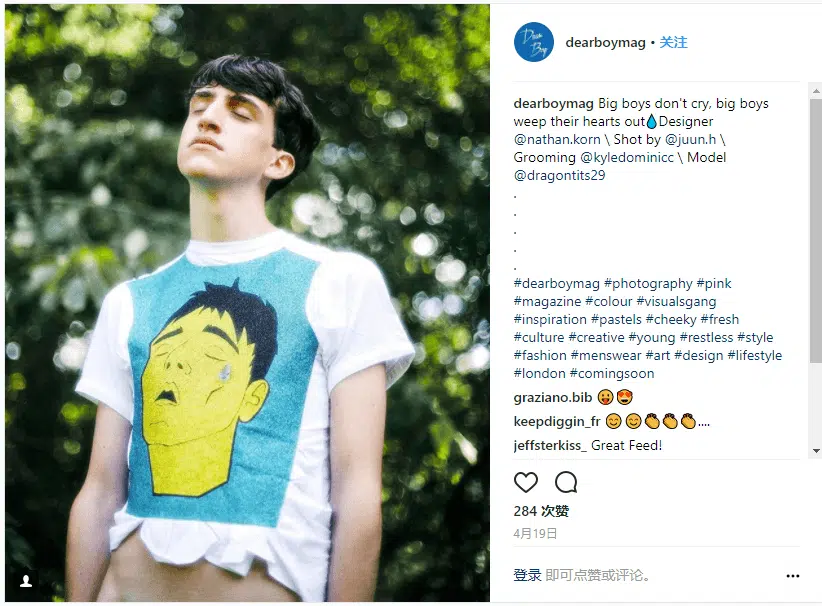 Dear
Boy
dearboymag • 关注
dearboymag Big boys don't cry, big boys
weep their hearts out💧Designer
@nathan.korn \ Shot by @juun.h \
Grooming @kyledominicc \ Model
@dragontits29
.
.
.
.
.
#dearboymag #photography #pink
#magazine #colour #visualsgang
#inspiration #pastels #cheeky #fresh
#culture #creative #young #restless #style
#fashion #menswear #art #design #lifestyle
#london #comingsoon
graziano.bib 😛😍
keepdiggin_fr 😊😊👏👏👏....
jeffsterkiss_ Great Feed!
284 次赞
4月19日
登录 即可点赞或评论。